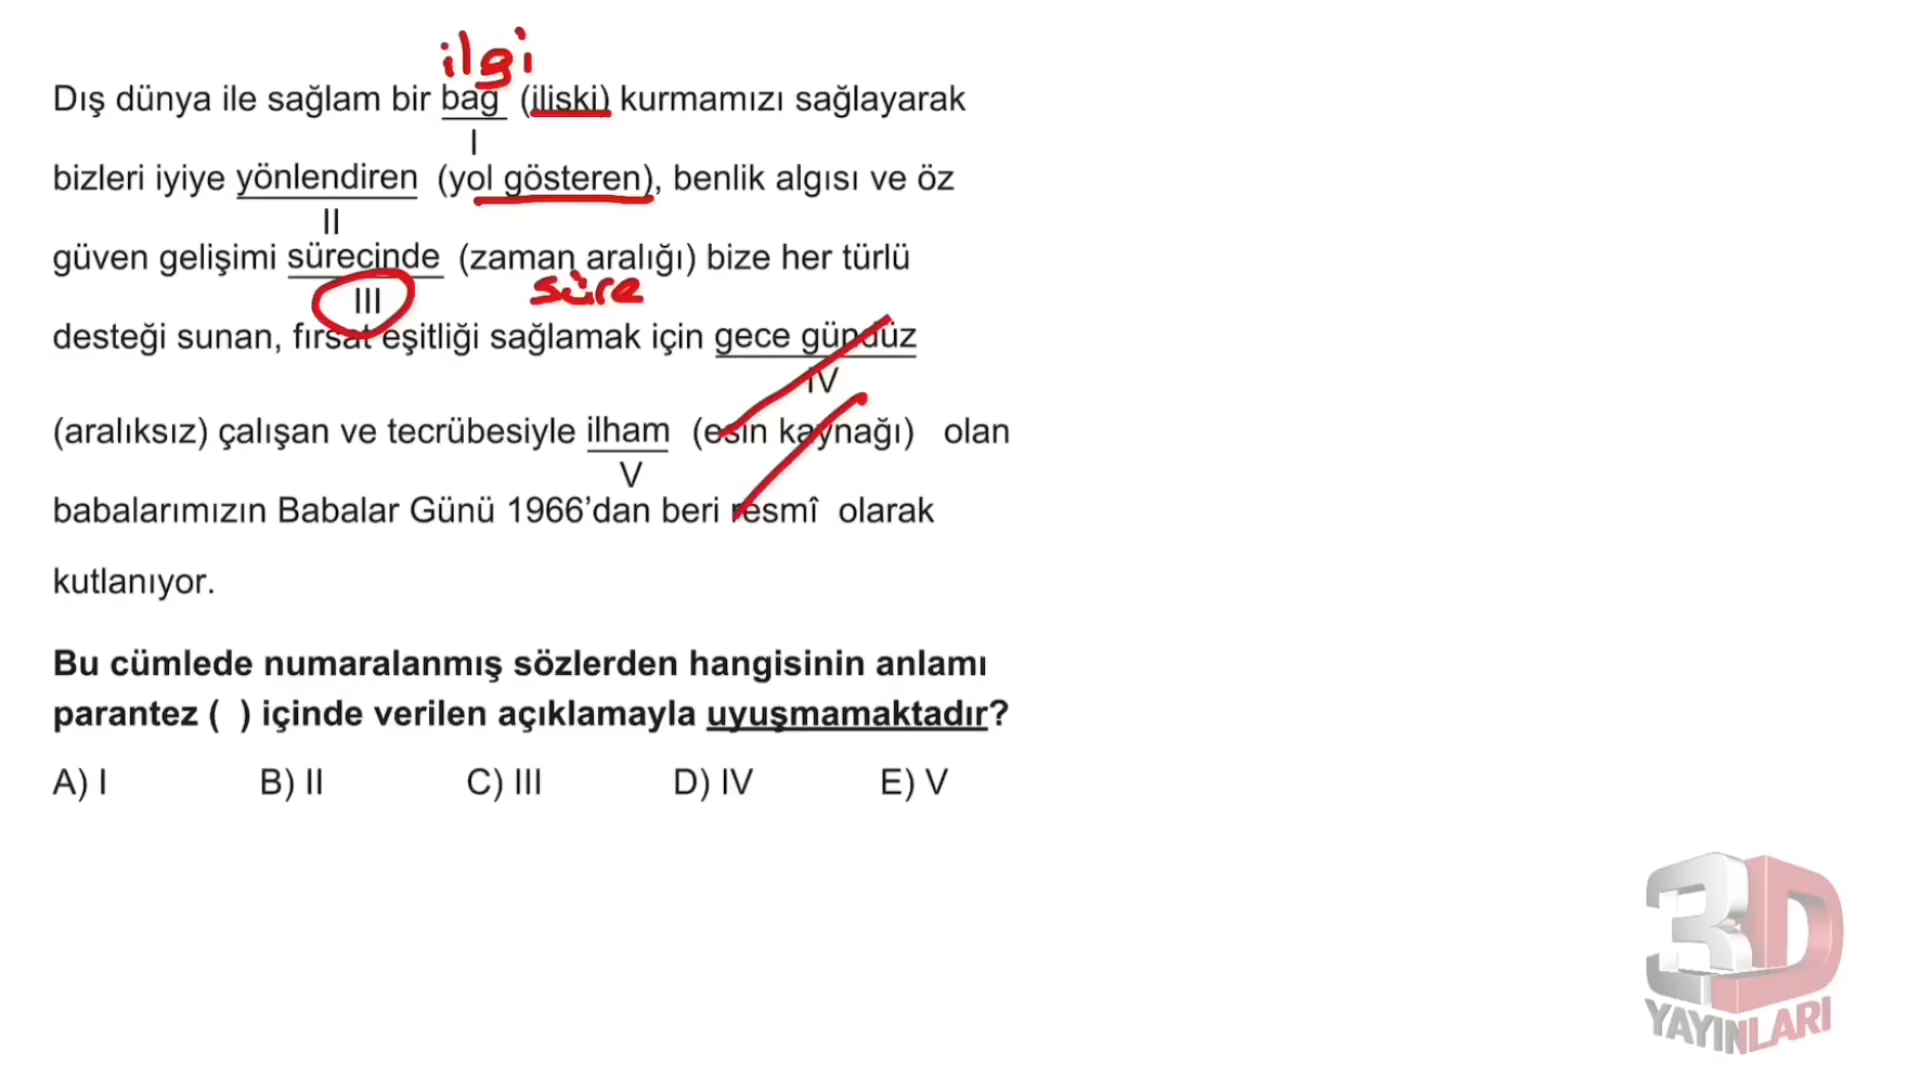 ilgi
Dış dünya ile sağlam bir bağ (iliski) kurmamızı sağlayarak
I
bizleri iyiye yönlendiren (yol gösteren), benlik algısı ve öz
II
güven gelişimi sürecinde (zaman aralığı) bize her türlü
III süre
desteği sunan, fırsat eşitliği sağlamak için gece gündüz
IV
(aralıksız) çalışan ve tecrübesiyle ilham (esin kaynağı) olan
V
babalarımızın Babalar Günü 1966’dan beri resmî olarak
kutlanıyor.
Bu cümlede numaralanmış sözlerden hangisinin anlamı
parantez ( ) içinde verilen açıklamayla uyuşmamaktadır?
A) I B) II C) III D) IV E) V
3D
YAYINLARI